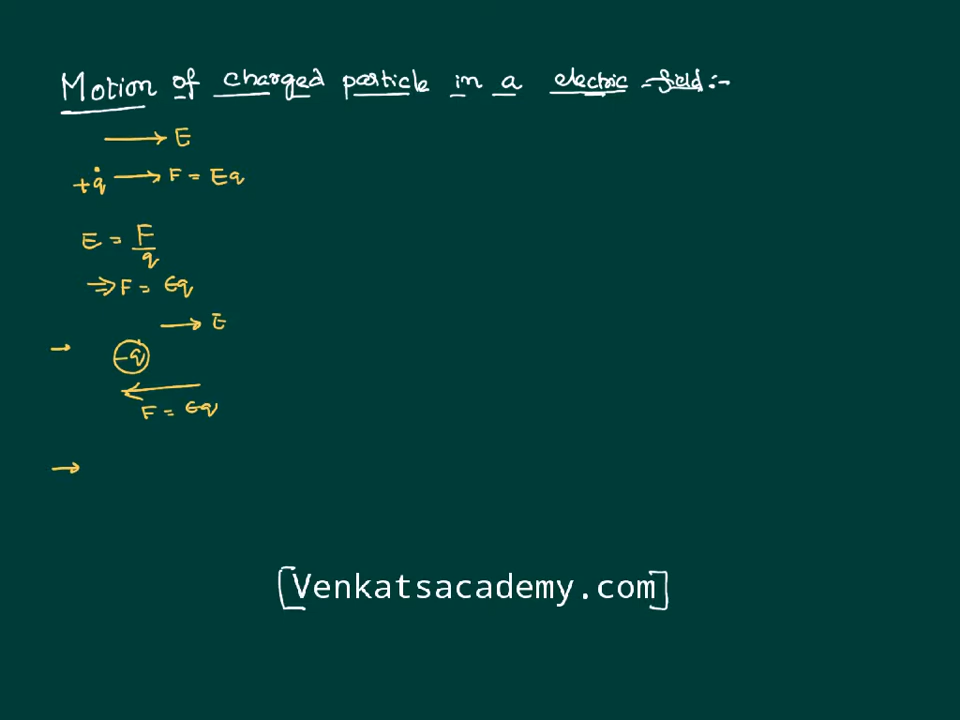 Motion of charged particle in a electric field:-
→ E
+q → F = Eq
E = F/q
⇒ F = Eq
→ E
→ -q
F = Eq
→
[Venkatsacademy.com]